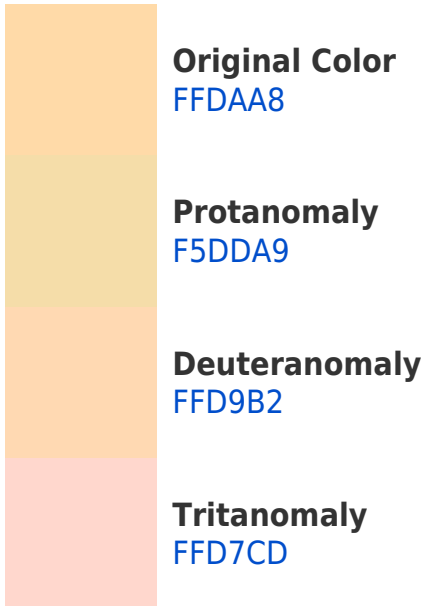 Original Color
FFDAA8
Protanomaly
F5DDA9
Deuteranomaly
FFD9B2
Tritanomaly
FFD7CD